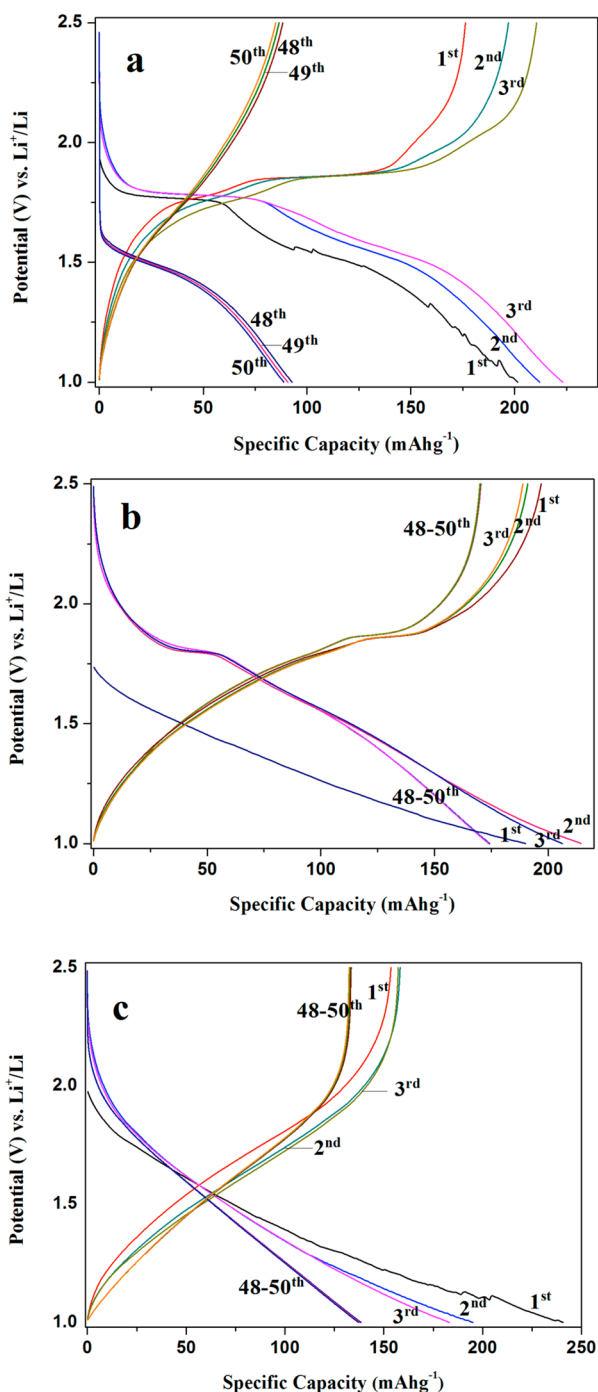 a
50th
48th
49th
1st
2nd
3rd
48th
49th
50th
3rd
2nd
1st
2.5
2.0
1.5
1.0
0
50
100
150
200
Potential (V) vs. Li+/Li
Specific Capacity (mAhg-1)
b
48-50th
3rd
2nd
1st
48-50th
1st
3rd
2nd
2.5
2.0
1.5
1.0
0
50
100
150
200
Potential (V) vs. Li+/Li
Specific Capacity (mAhg-1)
c
48-50th
1st
3rd
2nd
48-50th
3rd
2nd
1st
2.5
2.0
1.5
1.0
0
50
100
150
200
250
Potential (V) vs. Li+/Li
Specific Capacity (mAhg-1)